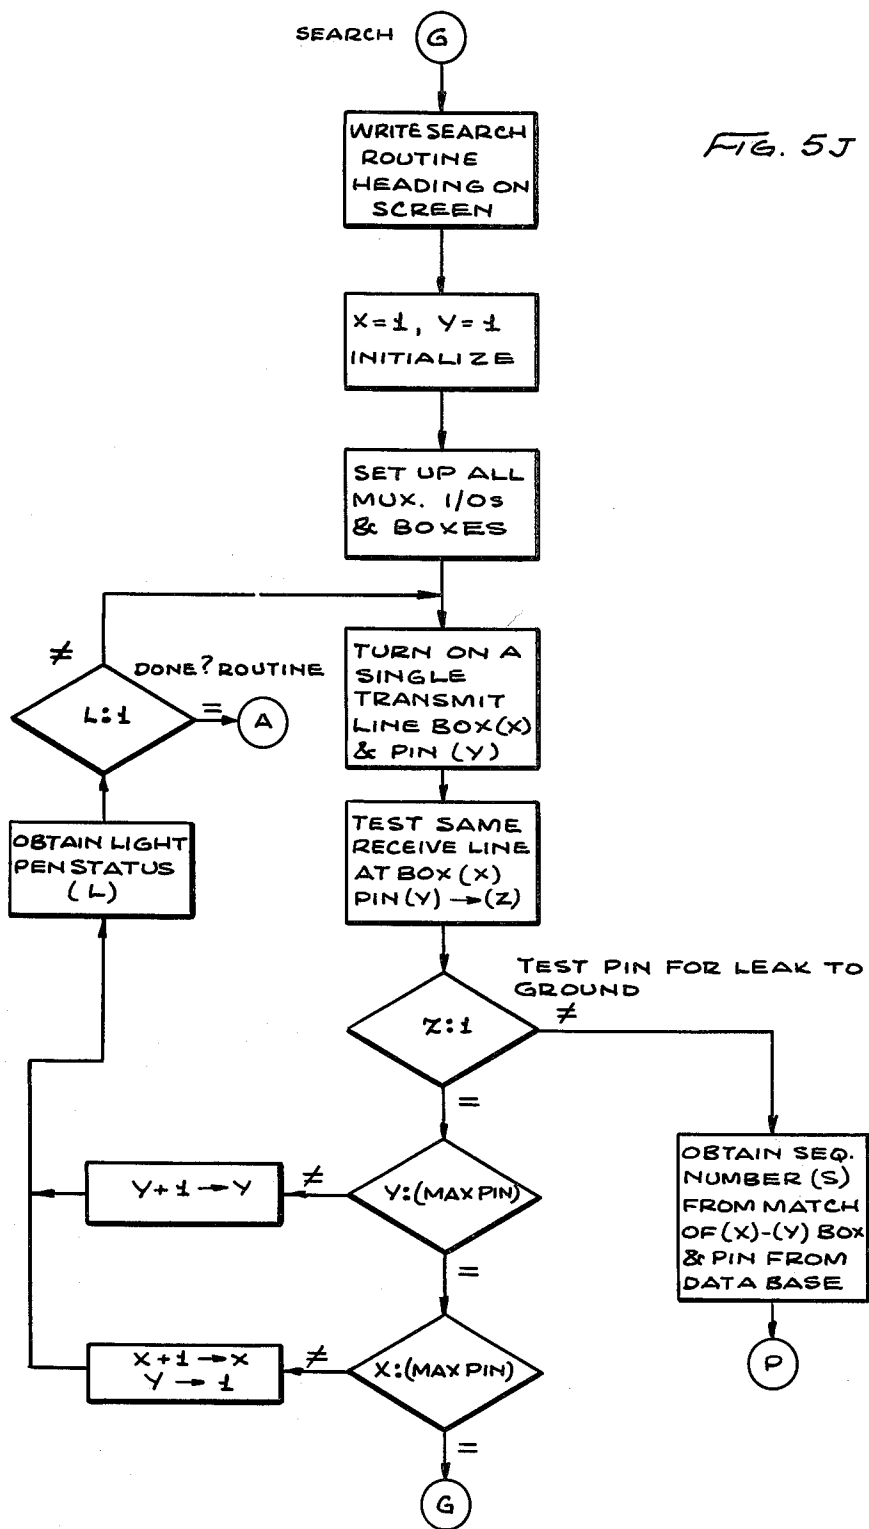 SEARCH
G
FIG. 5J
WRITE SEARCH
ROUTINE
HEADING ON
SCREEN
X=1, Y=1
INITIALIZE
SET UP ALL
MUX. I/Os
& BOXES
≠
DONE? ROUTINE
L:1
=
A
TURN ON A
SINGLE
TRANSMIT
LINE BOX(X)
& PIN (Y)
OBTAIN LIGHT
PEN STATUS
(L)
TEST SAME
RECEIVE LINE
AT BOX (X)
PIN(Y)→(Z)
TEST PIN FOR LEAK TO
GROUND
Z:1
≠
=
Y+1→Y
≠
Y:(MAX PIN)
=
OBTAIN SEQ.
NUMBER (S)
FROM MATCH
OF (X)-(Y) BOX
& PIN FROM
DATA BASE
X+1→X
Y→1
≠
X:(MAX PIN)
=
P
G